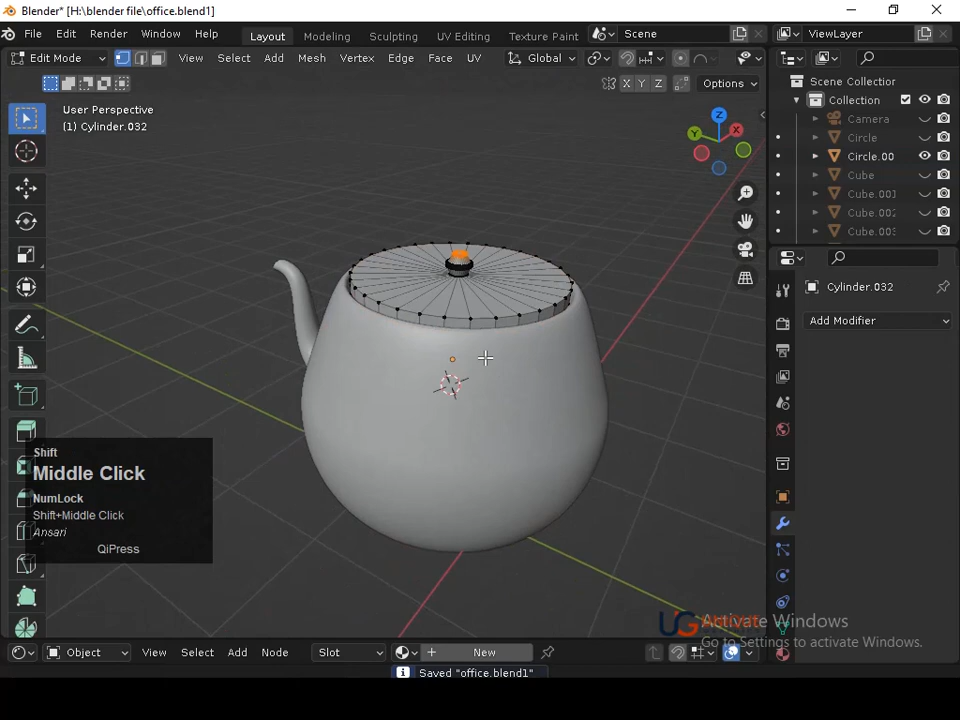 Blender* [H:\blender file\office.blend1]
File Edit Render Window Help Layout Modeling Sculpting UV Editing Texture Paint Scene ViewLayer
Edit Mode View Select Add Mesh Vertex Edge Face UV Global
X Y Z Options
Scene Collection
Collection
Camera
Circle
Circle.00
Cube
Cube.001
Cube.002
Cube.003
User Perspective
(1) Cylinder.032
Z
Y
X
Cylinder.032
Add Modifier
Shift
Middle Click
NumLock
Shift+Middle Click
Ansari
QiPress
UG
Activate Windows
Go to Settings to activate Windows.
Object View Select Add Node Slot New
Saved "office.blend1"